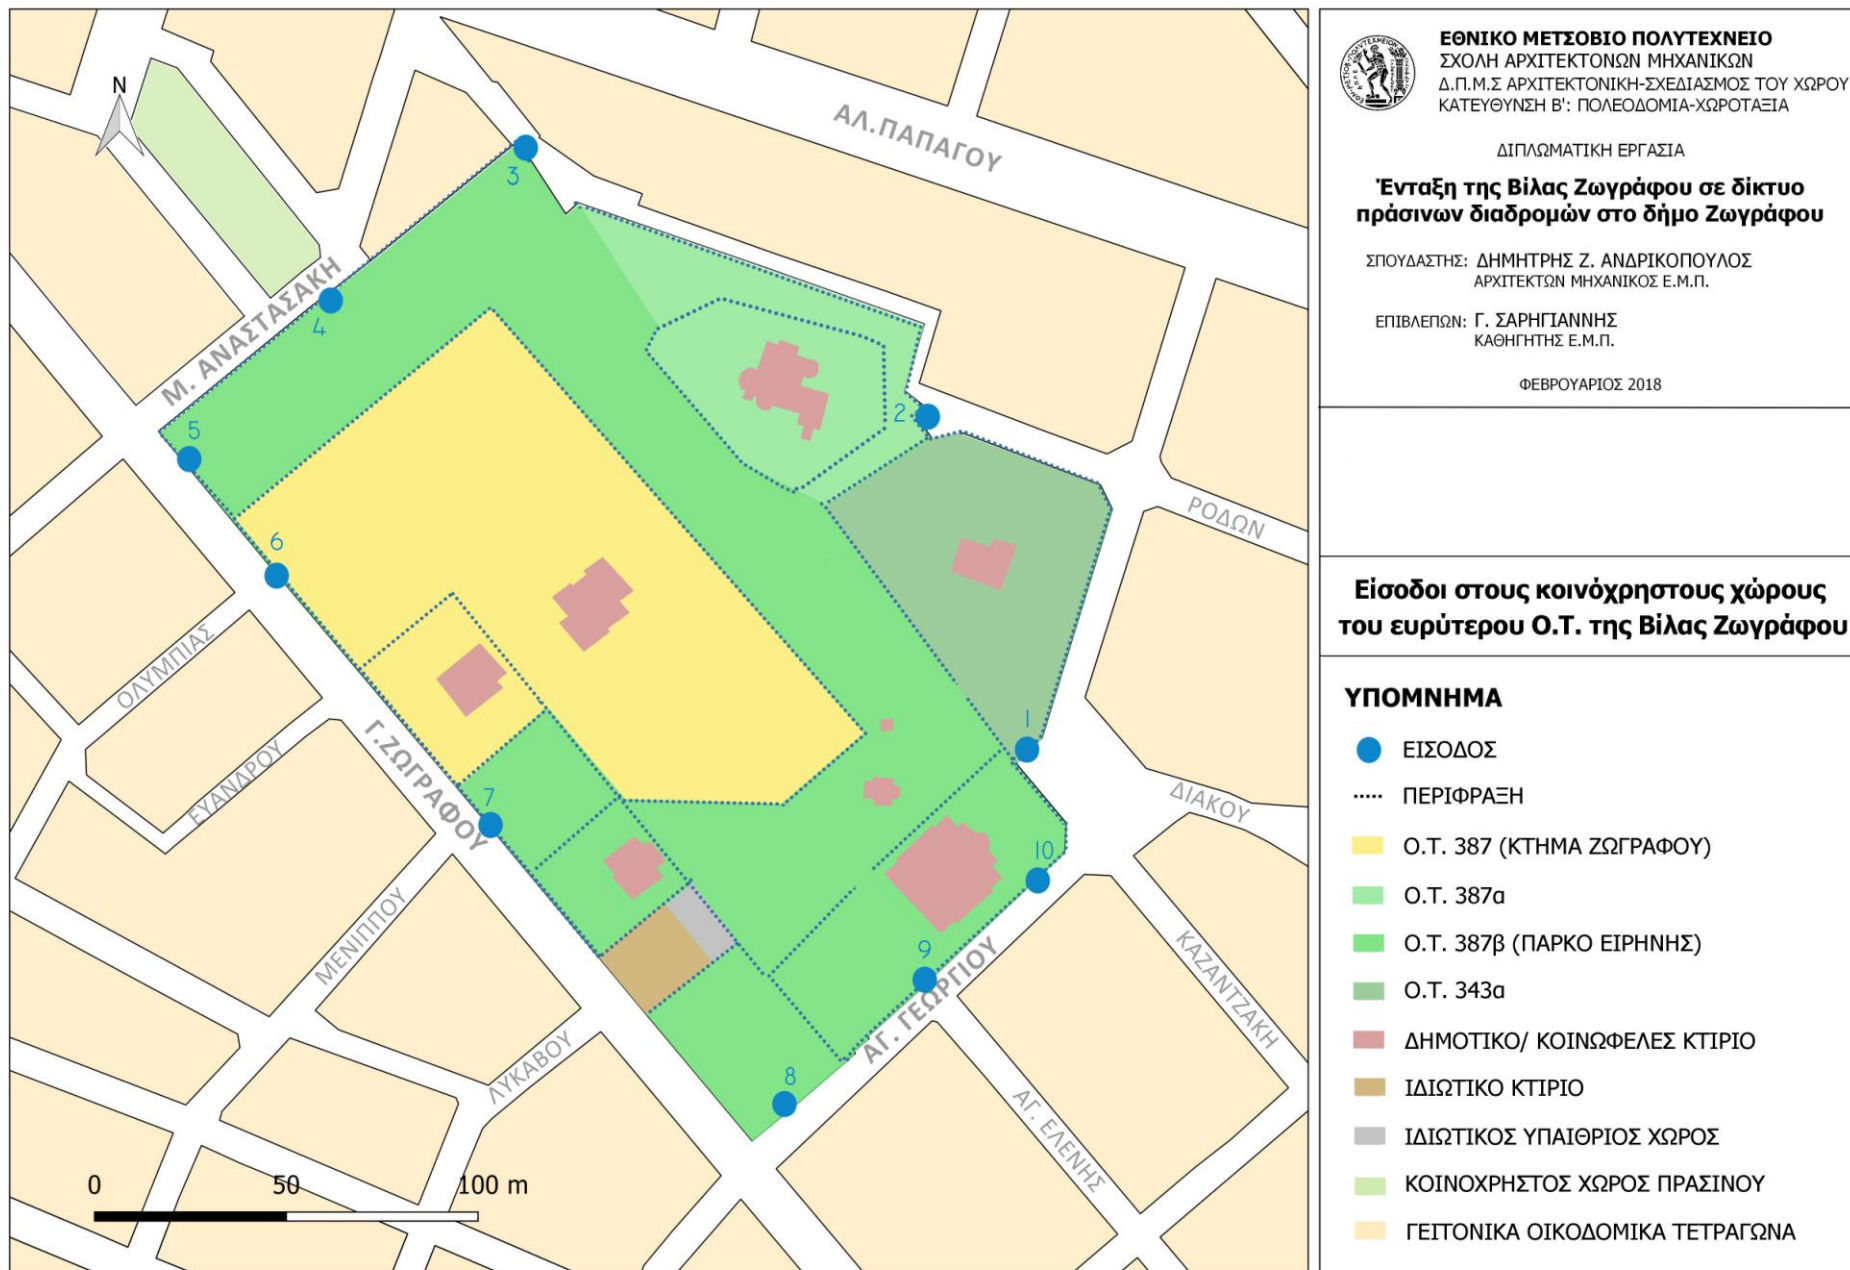 N
ΑΛ.ΠΑΠΑΓΟΥ
3
4
Μ. ΑΝΑΣΤΑΣΑΚΗ
2
5
ΡΟΔΩΝ
6
ΟΛΥΜΠΙΑΣ
1
Γ.ΖΩΓΡΑΦΟΥ
ΕΥΑΝΔΡΟΥ
7
ΔΙΑΚΟΥ
10
ΜΕΝΙΠΠΟΥ
9
ΑΓ. ΓΕΩΡΓΙΟΥ
ΚΑΖΑΝΤΖΑΚΗ
ΛΥΚΑΒΟΥ
8
ΑΓ. ΕΛΕΝΗΣ
0 50 100 m
ΕΘΝΙΚΟ ΜΕΤΣΟΒΙΟ ΠΟΛΥΤΕΧΝΕΙΟ
ΣΧΟΛΗ ΑΡΧΙΤΕΚΤΟΝΩΝ ΜΗΧΑΝΙΚΩΝ
Δ.Π.Μ.Σ ΑΡΧΙΤΕΚΤΟΝΙΚΗ-ΣΧΕΔΙΑΣΜΟΣ ΤΟΥ ΧΩΡΟΥ
ΚΑΤΕΥΘΥΝΣΗ Β': ΠΟΛΕΟΔΟΜΙΑ-ΧΩΡΟΤΑΞΙΑ
ΔΙΠΛΩΜΑΤΙΚΗ ΕΡΓΑΣΙΑ
Ένταξη της Βίλας Ζωγράφου σε δίκτυο
πράσινων διαδρομών στο δήμο Ζωγράφου
ΣΠΟΥΔΑΣΤΗΣ: ΔΗΜΗΤΡΗΣ Ζ. ΑΝΔΡΙΚΟΠΟΥΛΟΣ
ΑΡΧΙΤΕΚΤΩΝ ΜΗΧΑΝΙΚΟΣ Ε.Μ.Π.
ΕΠΙΒΛΕΠΩΝ: Γ. ΣΑΡΗΓΙΑΝΝΗΣ
ΚΑΘΗΓΗΤΗΣ Ε.Μ.Π.
ΦΕΒΡΟΥΑΡΙΟΣ 2018
Είσοδοι στους κοινόχρηστους χώρους
του ευρύτερου Ο.Τ. της Βίλας Ζωγράφου
ΥΠΟΜΝΗΜΑ
ΕΙΣΟΔΟΣ
ΠΕΡΙΦΡΑΞΗ
Ο.Τ. 387 (ΚΤΗΜΑ ΖΩΓΡΑΦΟΥ)
Ο.Τ. 387α
Ο.Τ. 387β (ΠΑΡΚΟ ΕΙΡΗΝΗΣ)
Ο.Τ. 343α
ΔΗΜΟΤΙΚΟ/ ΚΟΙΝΩΦΕΛΕΣ ΚΤΙΡΙΟ
ΙΔΙΩΤΙΚΟ ΚΤΙΡΙΟ
ΙΔΙΩΤΙΚΟΣ ΥΠΑΙΘΡΙΟΣ ΧΩΡΟΣ
ΚΟΙΝΟΧΡΗΣΤΟΣ ΧΩΡΟΣ ΠΡΑΣΙΝΟΥ
ΓΕΙΤΟΝΙΚΑ ΟΙΚΟΔΟΜΙΚΑ ΤΕΤΡΑΓΩΝΑ